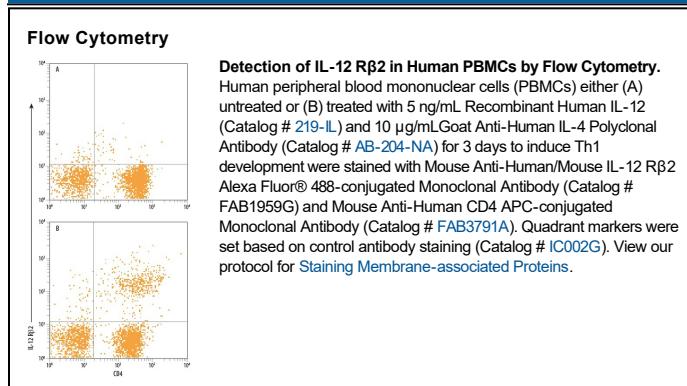 Flow Cytometry
Detection of IL-12 Rβ2 in Human PBMCs by Flow Cytometry.
Human peripheral blood mononuclear cells (PBMCs) either (A)
untreated or (B) treated with 5 ng/mL Recombinant Human IL-12
(Catalog # 219-IL) and 10 µg/mLGoat Anti-Human IL-4 Polyclonal
Antibody (Catalog # AB-204-NA) for 3 days to induce Th1
development were stained with Mouse Anti-Human/Mouse IL-12 Rβ2
Alexa Fluor® 488-conjugated Monoclonal Antibody (Catalog #
FAB1959G) and Mouse Anti-Human CD4 APC-conjugated
Monoclonal Antibody (Catalog # FAB3791A). Quadrant markers were
set based on control antibody staining (Catalog # IC002G). View our
protocol for Staining Membrane-associated Proteins.
A
B
IL-12 Rβ2
CD4